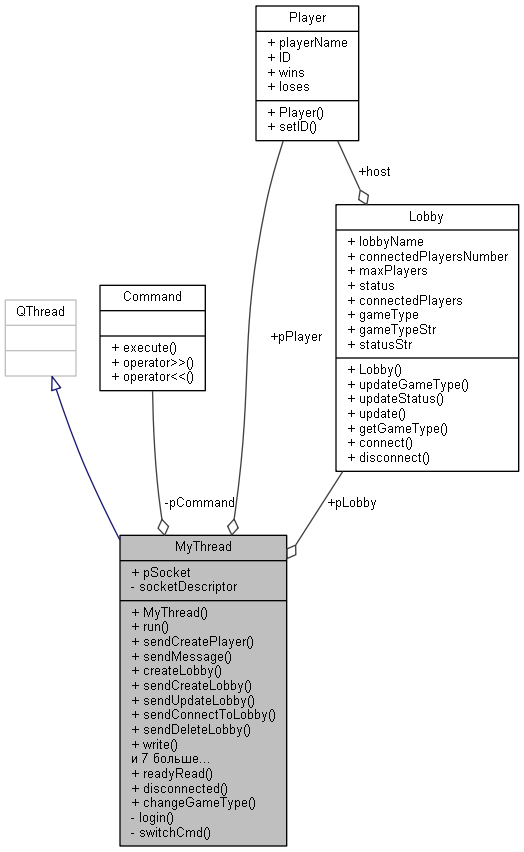 Player
+ playerName
+ ID
+ wins
+ loses
+ Player()
+ setID()
+host
Lobby
+ lobbyName
+ connectedPlayersNumber
+ maxPlayers
+ status
+ connectedPlayers
+ gameType
+ gameTypeStr
+ statusStr
+ Lobby()
+ updateGameType()
+ updateStatus()
+ update()
+ getGameType()
+ connect()
+ disconnect()
Command
+ execute()
+ operator>>()
+ operator<<()
QThread
+pPlayer
-pCommand
+pLobby
MyThread
+ pSocket
- socketDescriptor
+ MyThread()
+ run()
+ sendCreatePlayer()
+ sendMessage()
+ createLobby()
+ sendCreateLobby()
+ sendUpdateLobby()
+ sendConnectToLobby()
+ sendDeleteLobby()
+ write()
и 7 больше...
+ readyRead()
+ disconnected()
+ changeGameType()
- login()
- switchCmd()